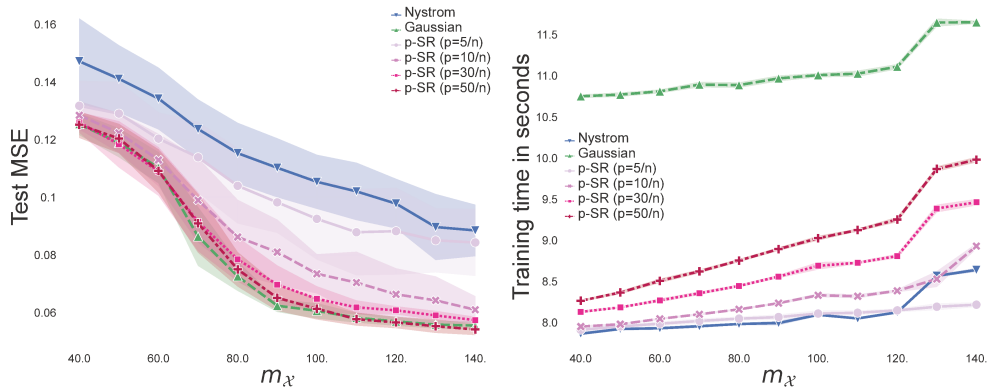 0.16
0.14
0.12
0.1
0.08
0.06
Test MSE
Nystrom
Gaussian
p-SR (p=5/n)
p-SR (p=10/n)
p-SR (p=30/n)
p-SR (p=50/n)
40.0 60.0 80.0 100. 120. 140.
m𝒳
11.5
11.0
10.5
10.0
9.5
9.0
8.5
8.0
Training time in seconds
Nystrom
Gaussian
p-SR (p=5/n)
p-SR (p=10/n)
p-SR (p=30/n)
p-SR (p=50/n)
40.0 60.0 80.0 100. 120. 140.
m𝒳